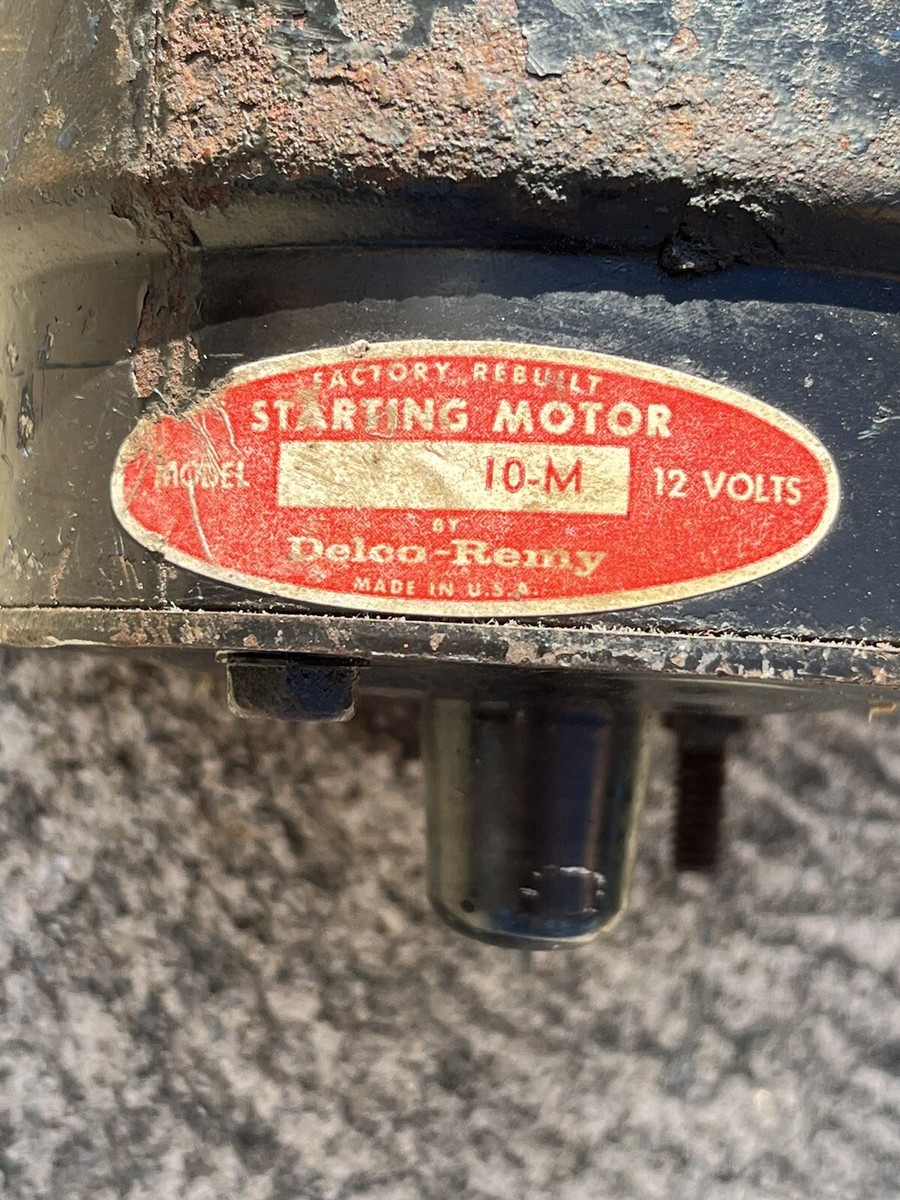 FACTORY REBUILT
STARTING MOTOR
MODEL 10-M 12 VOLTS
BY
Delco-Remy
MADE IN U.S.A.